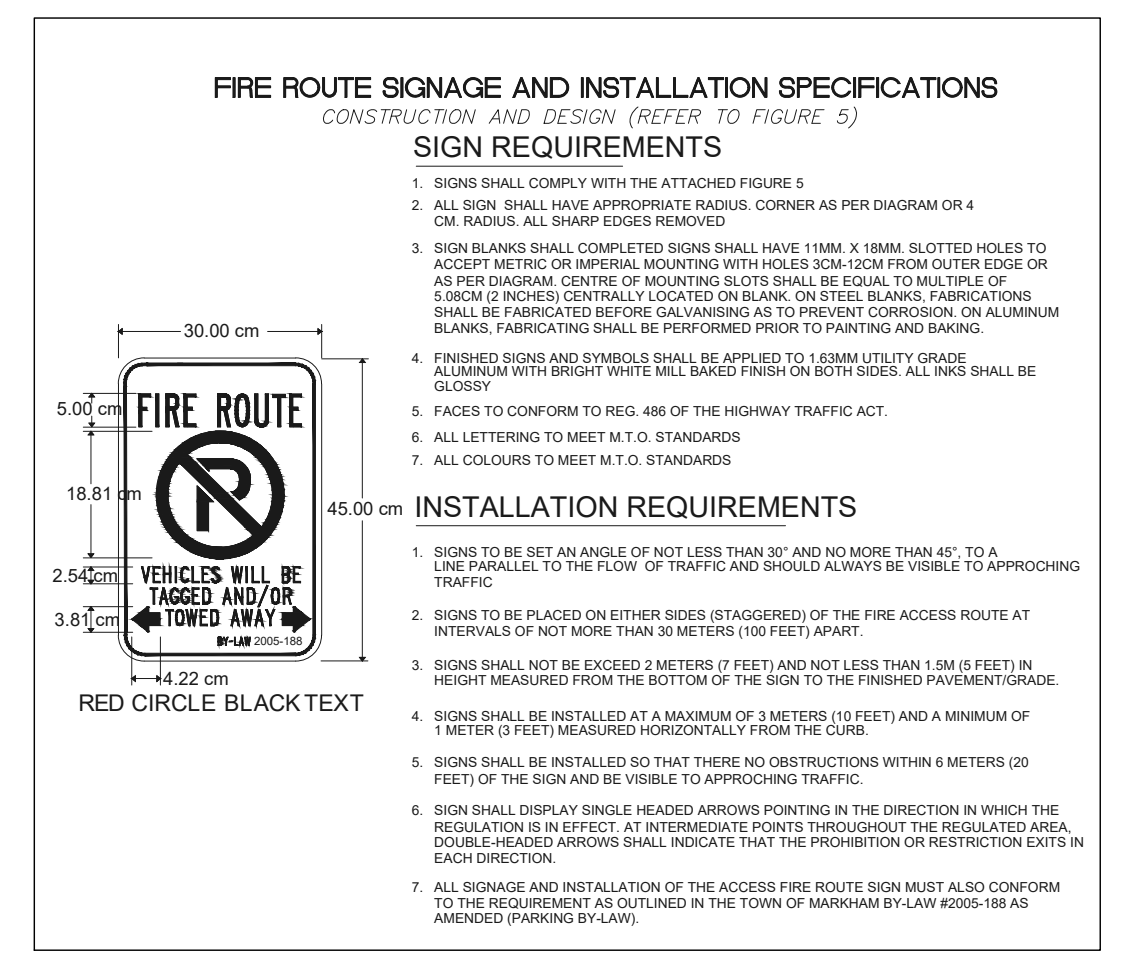 FIRE ROUTE SIGNAGE AND INSTALLATION SPECIFICATIONS
CONSTRUCTION AND DESIGN (REFER TO FIGURE 5)
SIGN REQUIREMENTS
1. SIGNS SHALL COMPLY WITH THE ATTACHED FIGURE 5
2. ALL SIGN SHALL HAVE APPROPRIATE RADIUS. CORNER AS PER DIAGRAM OR 4
CM. RADIUS. ALL SHARP EDGES REMOVED
3. SIGN BLANKS SHALL COMPLETED SIGNS SHALL HAVE 11MM. X 18MM. SLOTTED HOLES TO
ACCEPT METRIC OR IMPERIAL MOUNTING WITH HOLES 3CM-12CM FROM OUTER EDGE OR
AS PER DIAGRAM. CENTRE OF MOUNTING SLOTS SHALL BE EQUAL TO MULTIPLE OF
5.08CM (2 INCHES) CENTRALLY LOCATED ON BLANK. ON STEEL BLANKS, FABRICATIONS
SHALL BE FABRICATED BEFORE GALVANISING AS TO PREVENT CORROSION. ON ALUMINUM
BLANKS, FABRICATING SHALL BE PERFORMED PRIOR TO PAINTING AND BAKING.
4. FINISHED SIGNS AND SYMBOLS SHALL BE APPLIED TO 1.63MM UTILITY GRADE
ALUMINUM WITH BRIGHT WHITE MILL BAKED FINISH ON BOTH SIDES. ALL INKS SHALL BE
GLOSSY
5. FACES TO CONFORM TO REG. 486 OF THE HIGHWAY TRAFFIC ACT.
6. ALL LETTERING TO MEET M.T.O. STANDARDS
7. ALL COLOURS TO MEET M.T.O. STANDARDS
30.00 cm
5.00 cm
18.81 cm
2.54 cm
3.81 cm
4.22 cm
45.00 cm
FIRE ROUTE
P
VEHICLES WILL BE
TAGGED AND/OR
TOWED AWAY
BY-LAW 2005-188
RED CIRCLE BLACK TEXT
INSTALLATION REQUIREMENTS
1. SIGNS TO BE SET AN ANGLE OF NOT LESS THAN 30° AND NO MORE THAN 45°, TO A
LINE PARALLEL TO THE FLOW OF TRAFFIC AND SHOULD ALWAYS BE VISIBLE TO APPROCHING
TRAFFIC
2. SIGNS TO BE PLACED ON EITHER SIDES (STAGGERED) OF THE FIRE ACCESS ROUTE AT
INTERVALS OF NOT MORE THAN 30 METERS (100 FEET) APART.
3. SIGNS SHALL NOT BE EXCEED 2 METERS (7 FEET) AND NOT LESS THAN 1.5M (5 FEET) IN
HEIGHT MEASURED FROM THE BOTTOM OF THE SIGN TO THE FINISHED PAVEMENT/GRADE.
4. SIGNS SHALL BE INSTALLED AT A MAXIMUM OF 3 METERS (10 FEET) AND A MINIMUM OF
1 METER (3 FEET) MEASURED HORIZONTALLY FROM THE CURB.
5. SIGNS SHALL BE INSTALLED SO THAT THERE NO OBSTRUCTIONS WITHIN 6 METERS (20
FEET) OF THE SIGN AND BE VISIBLE TO APPROCHING TRAFFIC.
6. SIGN SHALL DISPLAY SINGLE HEADED ARROWS POINTING IN THE DIRECTION IN WHICH THE
REGULATION IS IN EFFECT. AT INTERMEDIATE POINTS THROUGHOUT THE REGULATED AREA,
DOUBLE-HEADED ARROWS SHALL INDICATE THAT THE PROHIBITION OR RESTRICTION EXITS IN
EACH DIRECTION.
7. ALL SIGNAGE AND INSTALLATION OF THE ACCESS FIRE ROUTE SIGN MUST ALSO CONFORM
TO THE REQUIREMENT AS OUTLINED IN THE TOWN OF MARKHAM BY-LAW #2005-188 AS
AMENDED (PARKING BY-LAW).